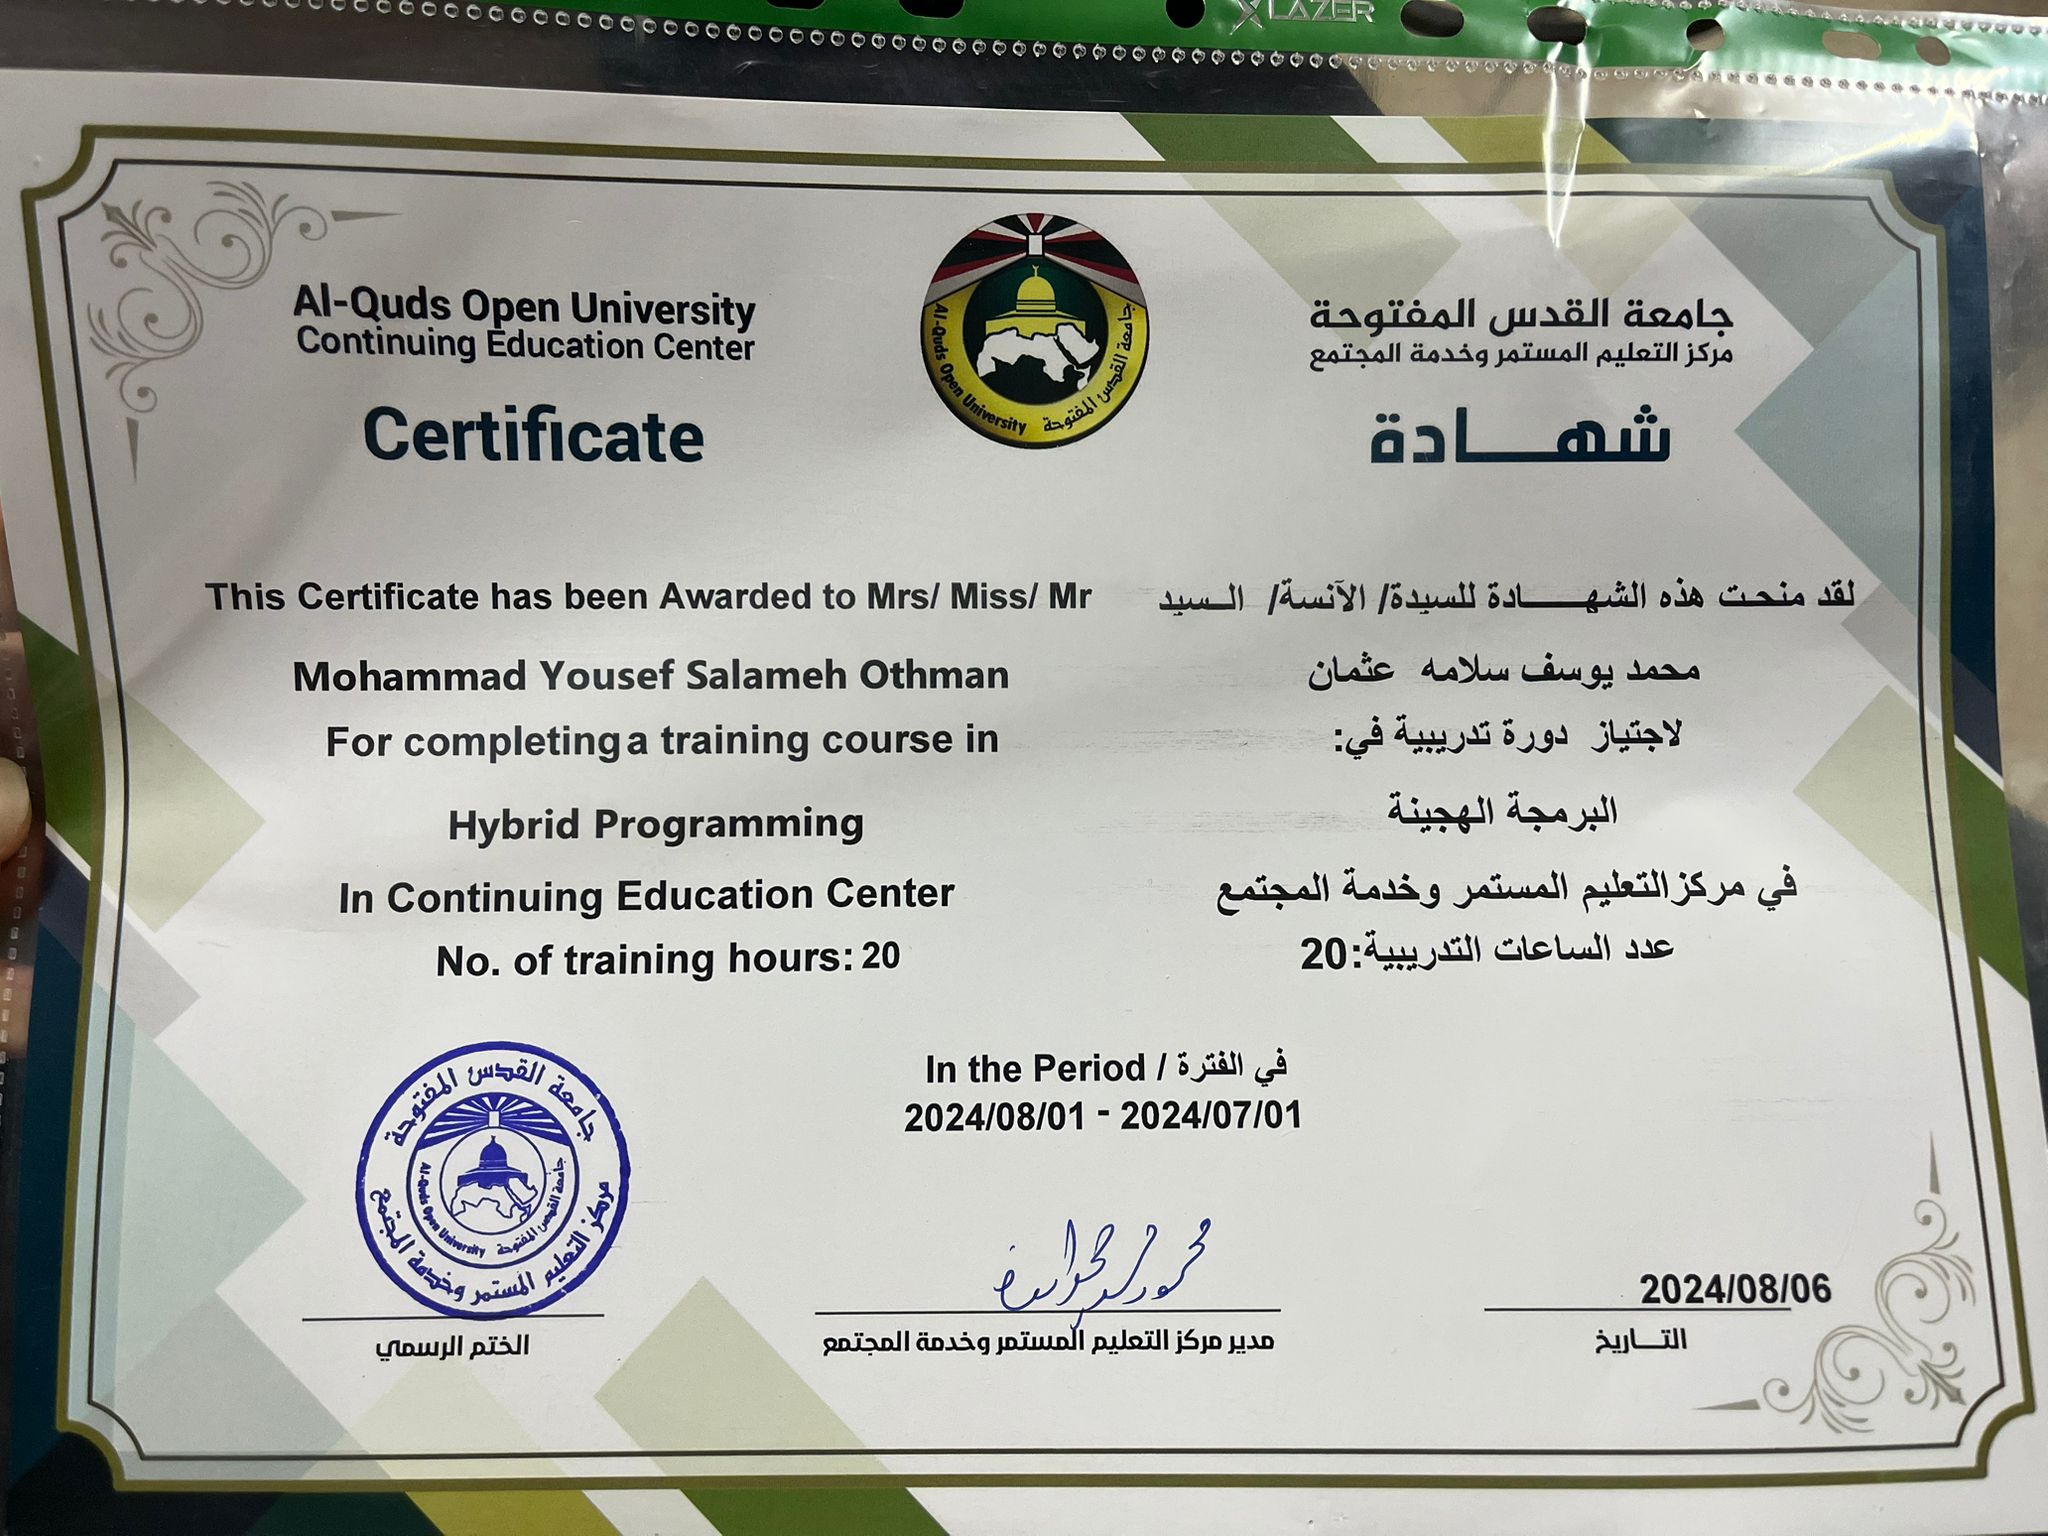 XLAZER
Al-Quds Open University
Continuing Education Center
Certificate
جامعة القدس المفتوحة
مركز التعليم المستمر وخدمة المجتمع
شهـــادة
Al-Quds Open University جامعة القدس المفتوحة
This Certificate has been Awarded to Mrs/ Miss/ Mr
لقد منحت هذه الشهـــــادة للسيدة/ الآنسة/ الــسيد
Mohammad Yousef Salameh Othman
محمد يوسف سلامه عثمان
For completing a training course in
لاجتياز دورة تدريبية في:
Hybrid Programming
البرمجة الهجينة
In Continuing Education Center
في مركز التعليم المستمر وخدمة المجتمع
No. of training hours: 20
عدد الساعات التدريبية:20
In the Period / في الفترة
2024/08/01 - 2024/07/01
جامعة القدس المفتوحة
مركز التعليم المستمر وخدمة المجتمع
Al-Quds Open University جامعة القدس المفتوحة
الختم الرسمي
مدير مركز التعليم المستمر وخدمة المجتمع
2024/08/06
التـــاريخ